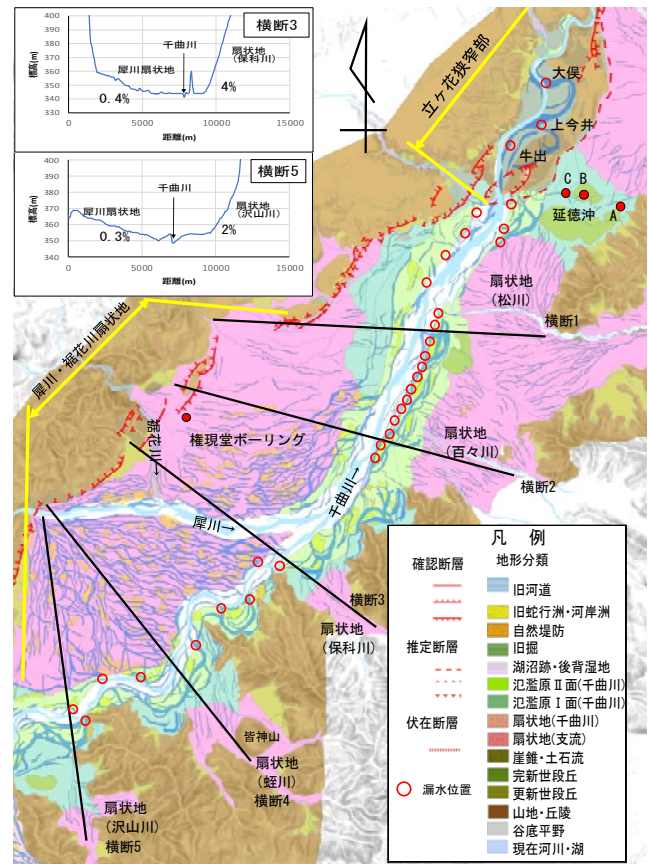 横断3
400
390
380
370
360
350
340
330
標高(m)
千曲川
扇状地
(保科川)
犀川扇状地
0.4%
4%
0
5000
10000
15000
距離(m)
横断5
400
390
380
370
360
350
340
標高(m)
千曲川
扇状地
(沢山川)
犀川扇状地
0.3%
2%
0
5000
10000
15000
距離(m)
立ヶ花狭窄部
大俣
上今井
牛出
C
B
A
延徳沖
扇状地
(松川)
横断1
犀川・裾花川扇状地
裾花川→
権現堂ボーリング
扇状地
(百々川)
横断2
千曲川→
犀川→
横断3
扇状地
(保科川)
皆神山
扇状地
(蛭川)
横断4
扇状地
(沢山川)
横断5
凡 例
確認断層
推定断層
伏在断層
漏水位置
地形分類
旧河道
旧蛇行洲・河岸洲
自然堤防
旧掘
湖沼跡・後背湿地
氾濫原Ⅱ面(千曲川)
氾濫原Ⅰ面(千曲川)
扇状地(千曲川)
扇状地(支流)
崖錐・土石流
完新世段丘
更新世段丘
山地・丘陵
谷底平野
現在河川・湖